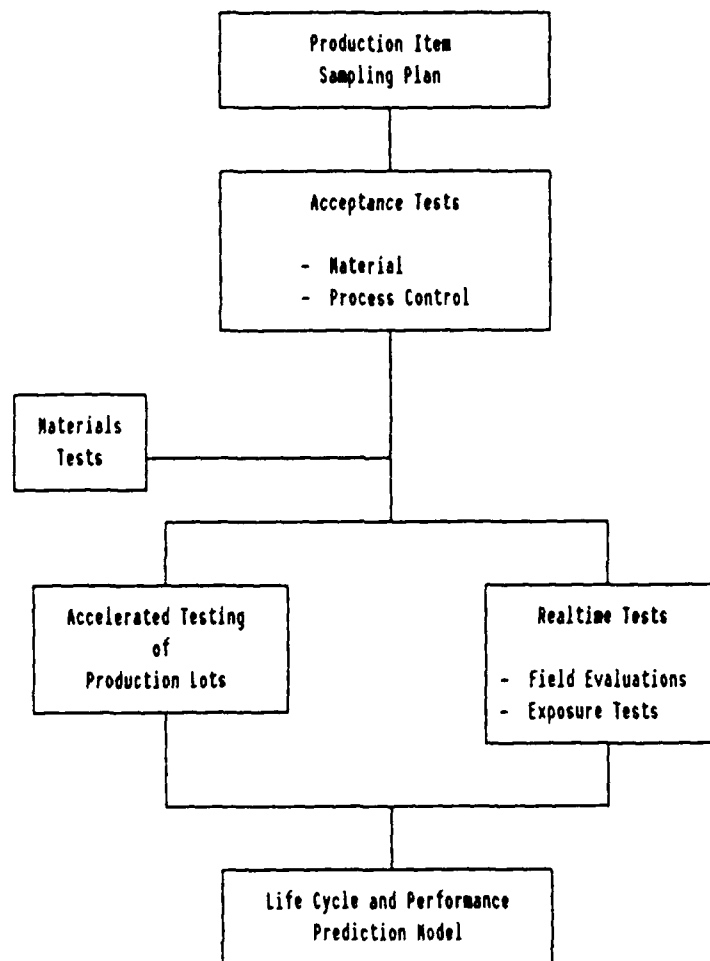 Production Item
Sampling Plan
Acceptance Tests
- Material
- Process Control
Materials
Tests
Accelerated Testing
of
Production Lots
Realtime Tests
- Field Evaluations
- Exposure Tests
Life Cycle and Performance
Prediction Model